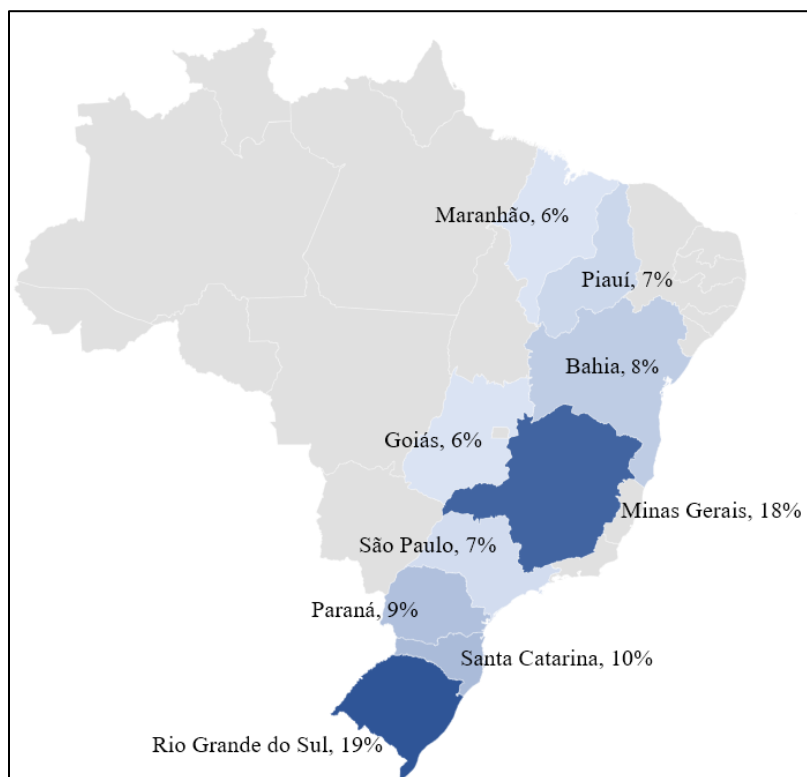 Maranhão, 6%
Piauí, 7%
Bahia, 8%
Goiás, 6%
Minas Gerais, 18%
São Paulo, 7%
Paraná, 9%
Santa Catarina, 10%
Rio Grande do Sul, 19%